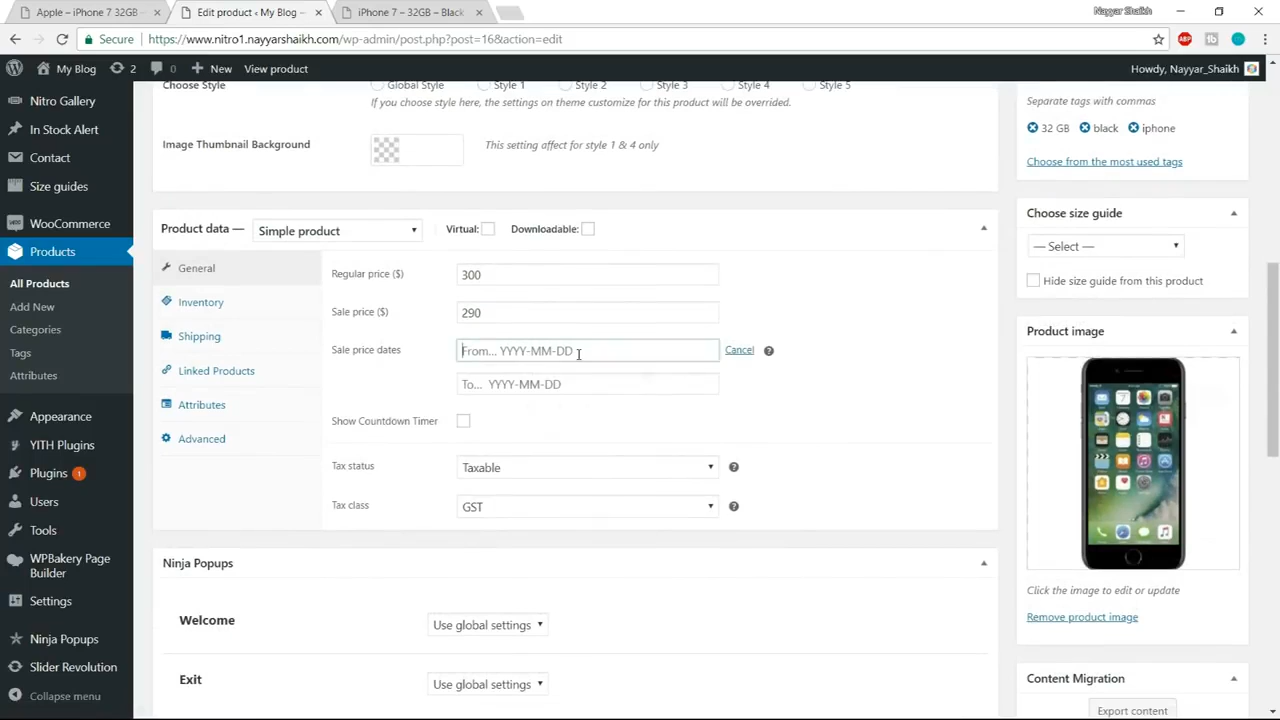 Apple – iPhone 7 32GB
Edit product ‹ My Blog –
iPhone 7 – 32GB – Black
Nayyar Shaikh
Secure
https://www.nitro1.nayyarshaikh.com/wp-admin/post.php?post=16&action=edit
ABP
My Blog
2
0
New
View product
Howdy, Nayyar_Shaikh
Nitro Gallery
In Stock Alert
Contact
Size guides
WooCommerce
Products
All Products
Add New
Categories
Tags
Attributes
Appearance
YITH Plugins
Plugins 1
Users
Tools
WPBakery Page
Builder
Settings
Ninja Popups
Slider Revolution
Collapse menu
Choose Style
Global Style
Style 1
Style 2
Style 3
Style 4
Style 5
If you choose style here, the settings on theme customize for this product will be overrided.
Image Thumbnail Background
This setting affect for style 1 & 4 only
Product data —
Simple product
Virtual:
Downloadable:
General
Inventory
Shipping
Linked Products
Attributes
Advanced
Regular price ($)
300
Sale price ($)
290
Sale price dates
From... YYYY-MM-DD
Cancel
?
To... YYYY-MM-DD
Show Countdown Timer
Tax status
Taxable
?
Tax class
GST
?
Ninja Popups
Welcome
Use global settings
Exit
Use global settings
Separate tags with commas
32 GB
black
iphone
Choose from the most used tags
Choose size guide
— Select —
Hide size guide from this product
Product image
Click the image to edit or update
Remove product image
Content Migration
Export content